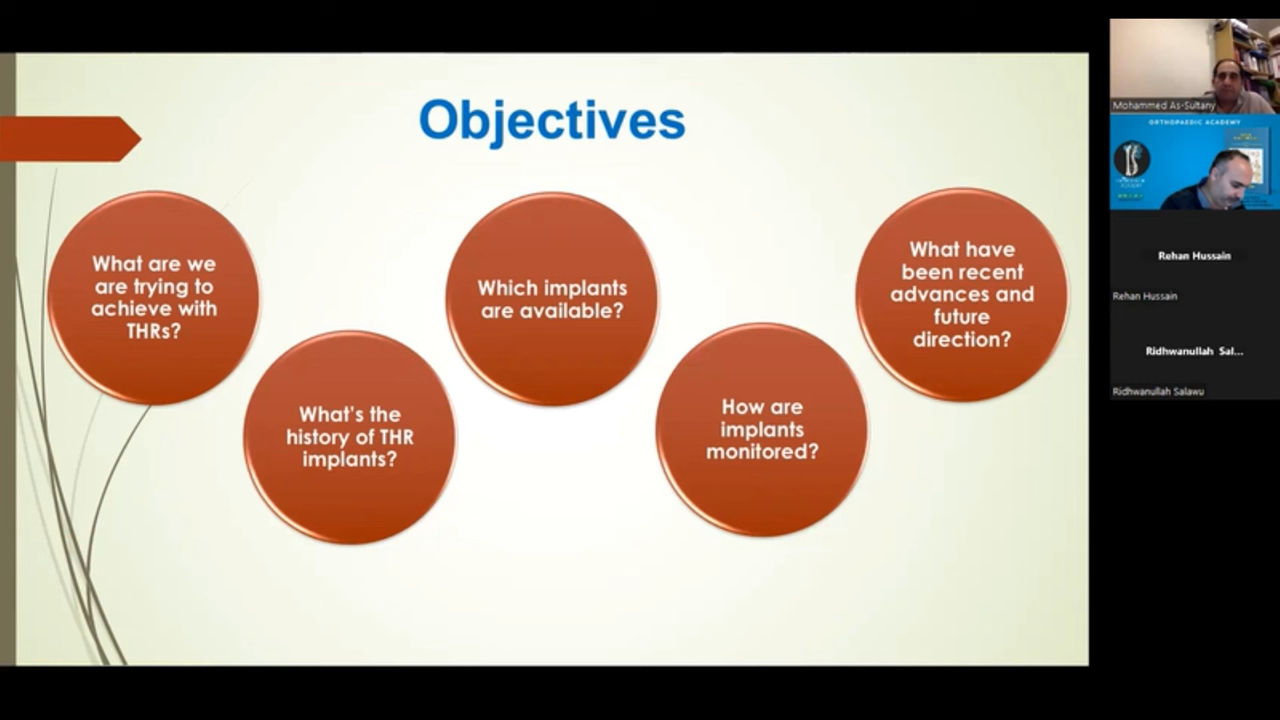 Objectives
What are we
are trying to
achieve with
THRs?
What's the
history of THR
implants?
Which implants
are available?
How are
implants
monitored?
What have
been recent
advances and
future
direction?
Mohammed As-Sultany
ORTHOPAEDIC ACADEMY
Rehan Hussain
Rehan Hussain
Ridhwanullah Sal...
Ridhwanullah Salawu